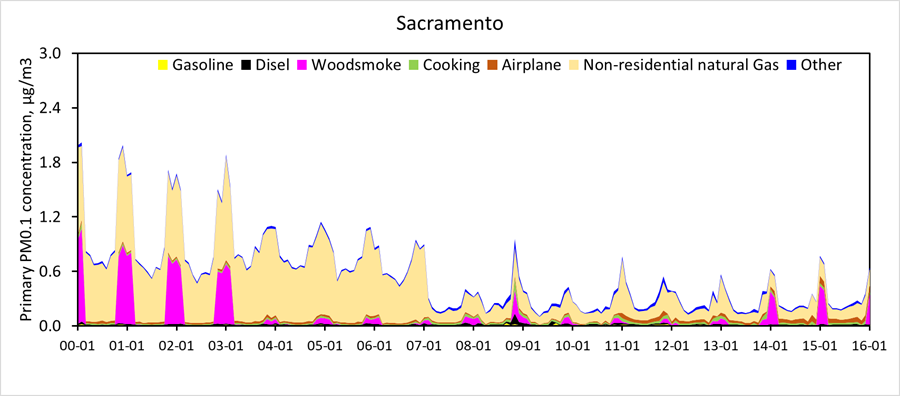 Sacramento
3.0
Gasoline Disel Woodsmoke Cooking Airplane Non-residential natural Gas Other
2.4
1.8
1.2
0.6
0.0
Primary PM0.1 concentration, µg/m3
00-01 01-01 02-01 03-01 04-01 05-01 06-01 07-01 08-01 09-01 10-01 11-01 12-01 13-01 14-01 15-01 16-01